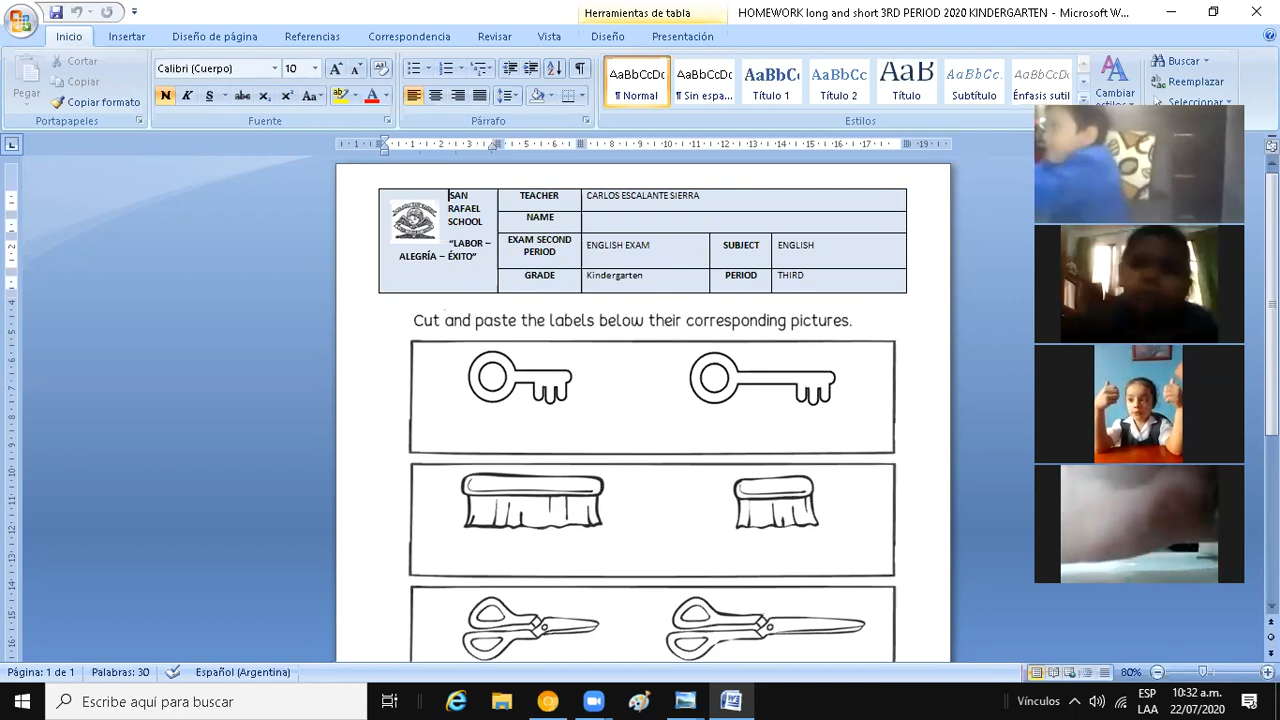 Herramientas de tabla
HOMEWORK long and short 3RD PERIOD 2020 KINDERGARTEN - Microsoft W...
Inicio Insertar Diseño de página Referencias Correspondencia Revisar Vista Diseño Presentación
Pegar
Cortar
Copiar
Copiar formato
Portapapeles
Calibri (Cuerpo) 10
N K S abc x₂ x² Aa
Fuente
Párrafo
AaBbCcDc AaBbCcDc AaBbC AaBbCc AaB AaBbCc. AaBbCcDc
¶ Normal ¶ Sin espa... Título 1 Título 2 Título Subtítulo Énfasis sutil
Cambiar estilos
Estilos
Buscar
Reemplazar
Seleccionar
SAN
RAFAEL
SCHOOL
"LABOR –
ALEGRÍA – ÉXITO"
TEACHER CARLOS ESCALANTE SIERRA
NAME
EXAM SECOND PERIOD ENGLISH EXAM SUBJECT ENGLISH
GRADE Kindergarten PERIOD THIRD
Cut and paste the labels below their corresponding pictures.
Página: 1 de 1 Palabras: 30 Español (Argentina) 80%
Escribe aquí para buscar
Vínculos
ESP
LAA
10:32 a.m.
22/07/2020